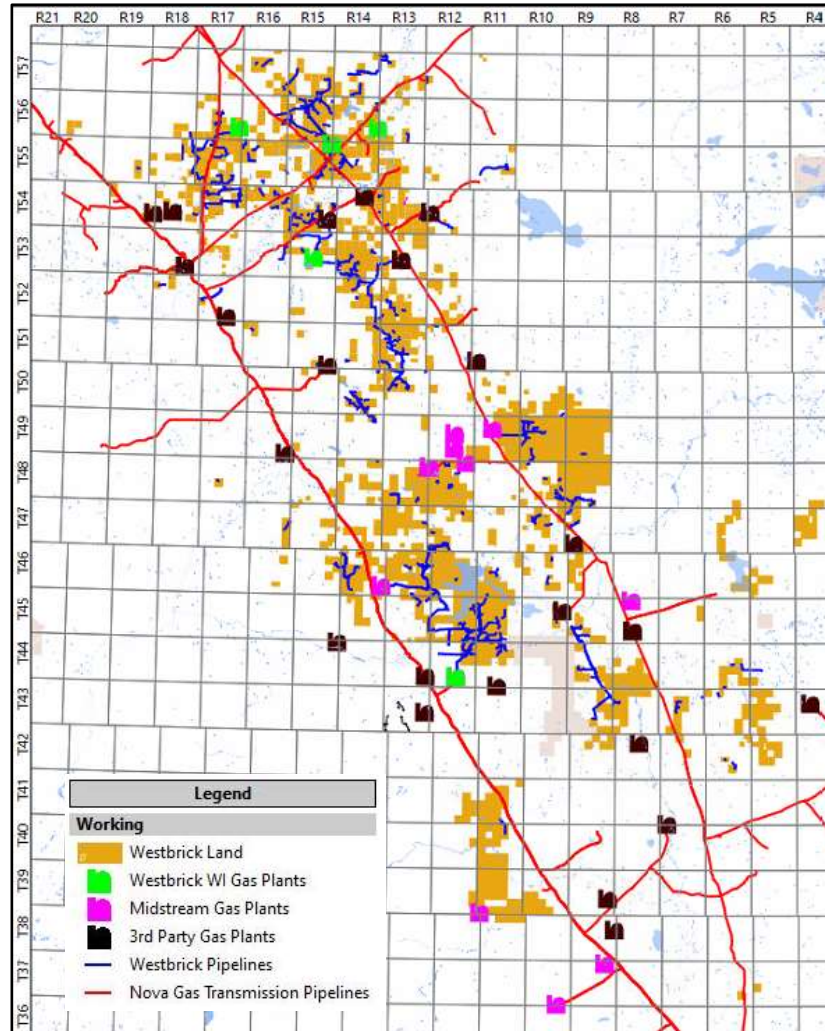 R21 R20 R19 R18 R17 R16 R15 R14 R13 R12 R11 R10 R9 R8 R7 R6 R5 R4
T57
T56
T55
T54
T53
T52
T51
T50
T49
T48
T47
T46
T45
T44
T43
T42
T41
T40
T39
T38
T37
T36
Legend
Working
Westbrick Land
Westbrick WI Gas Plants
Midstream Gas Plants
3rd Party Gas Plants
Westbrick Pipelines
Nova Gas Transmission Pipelines